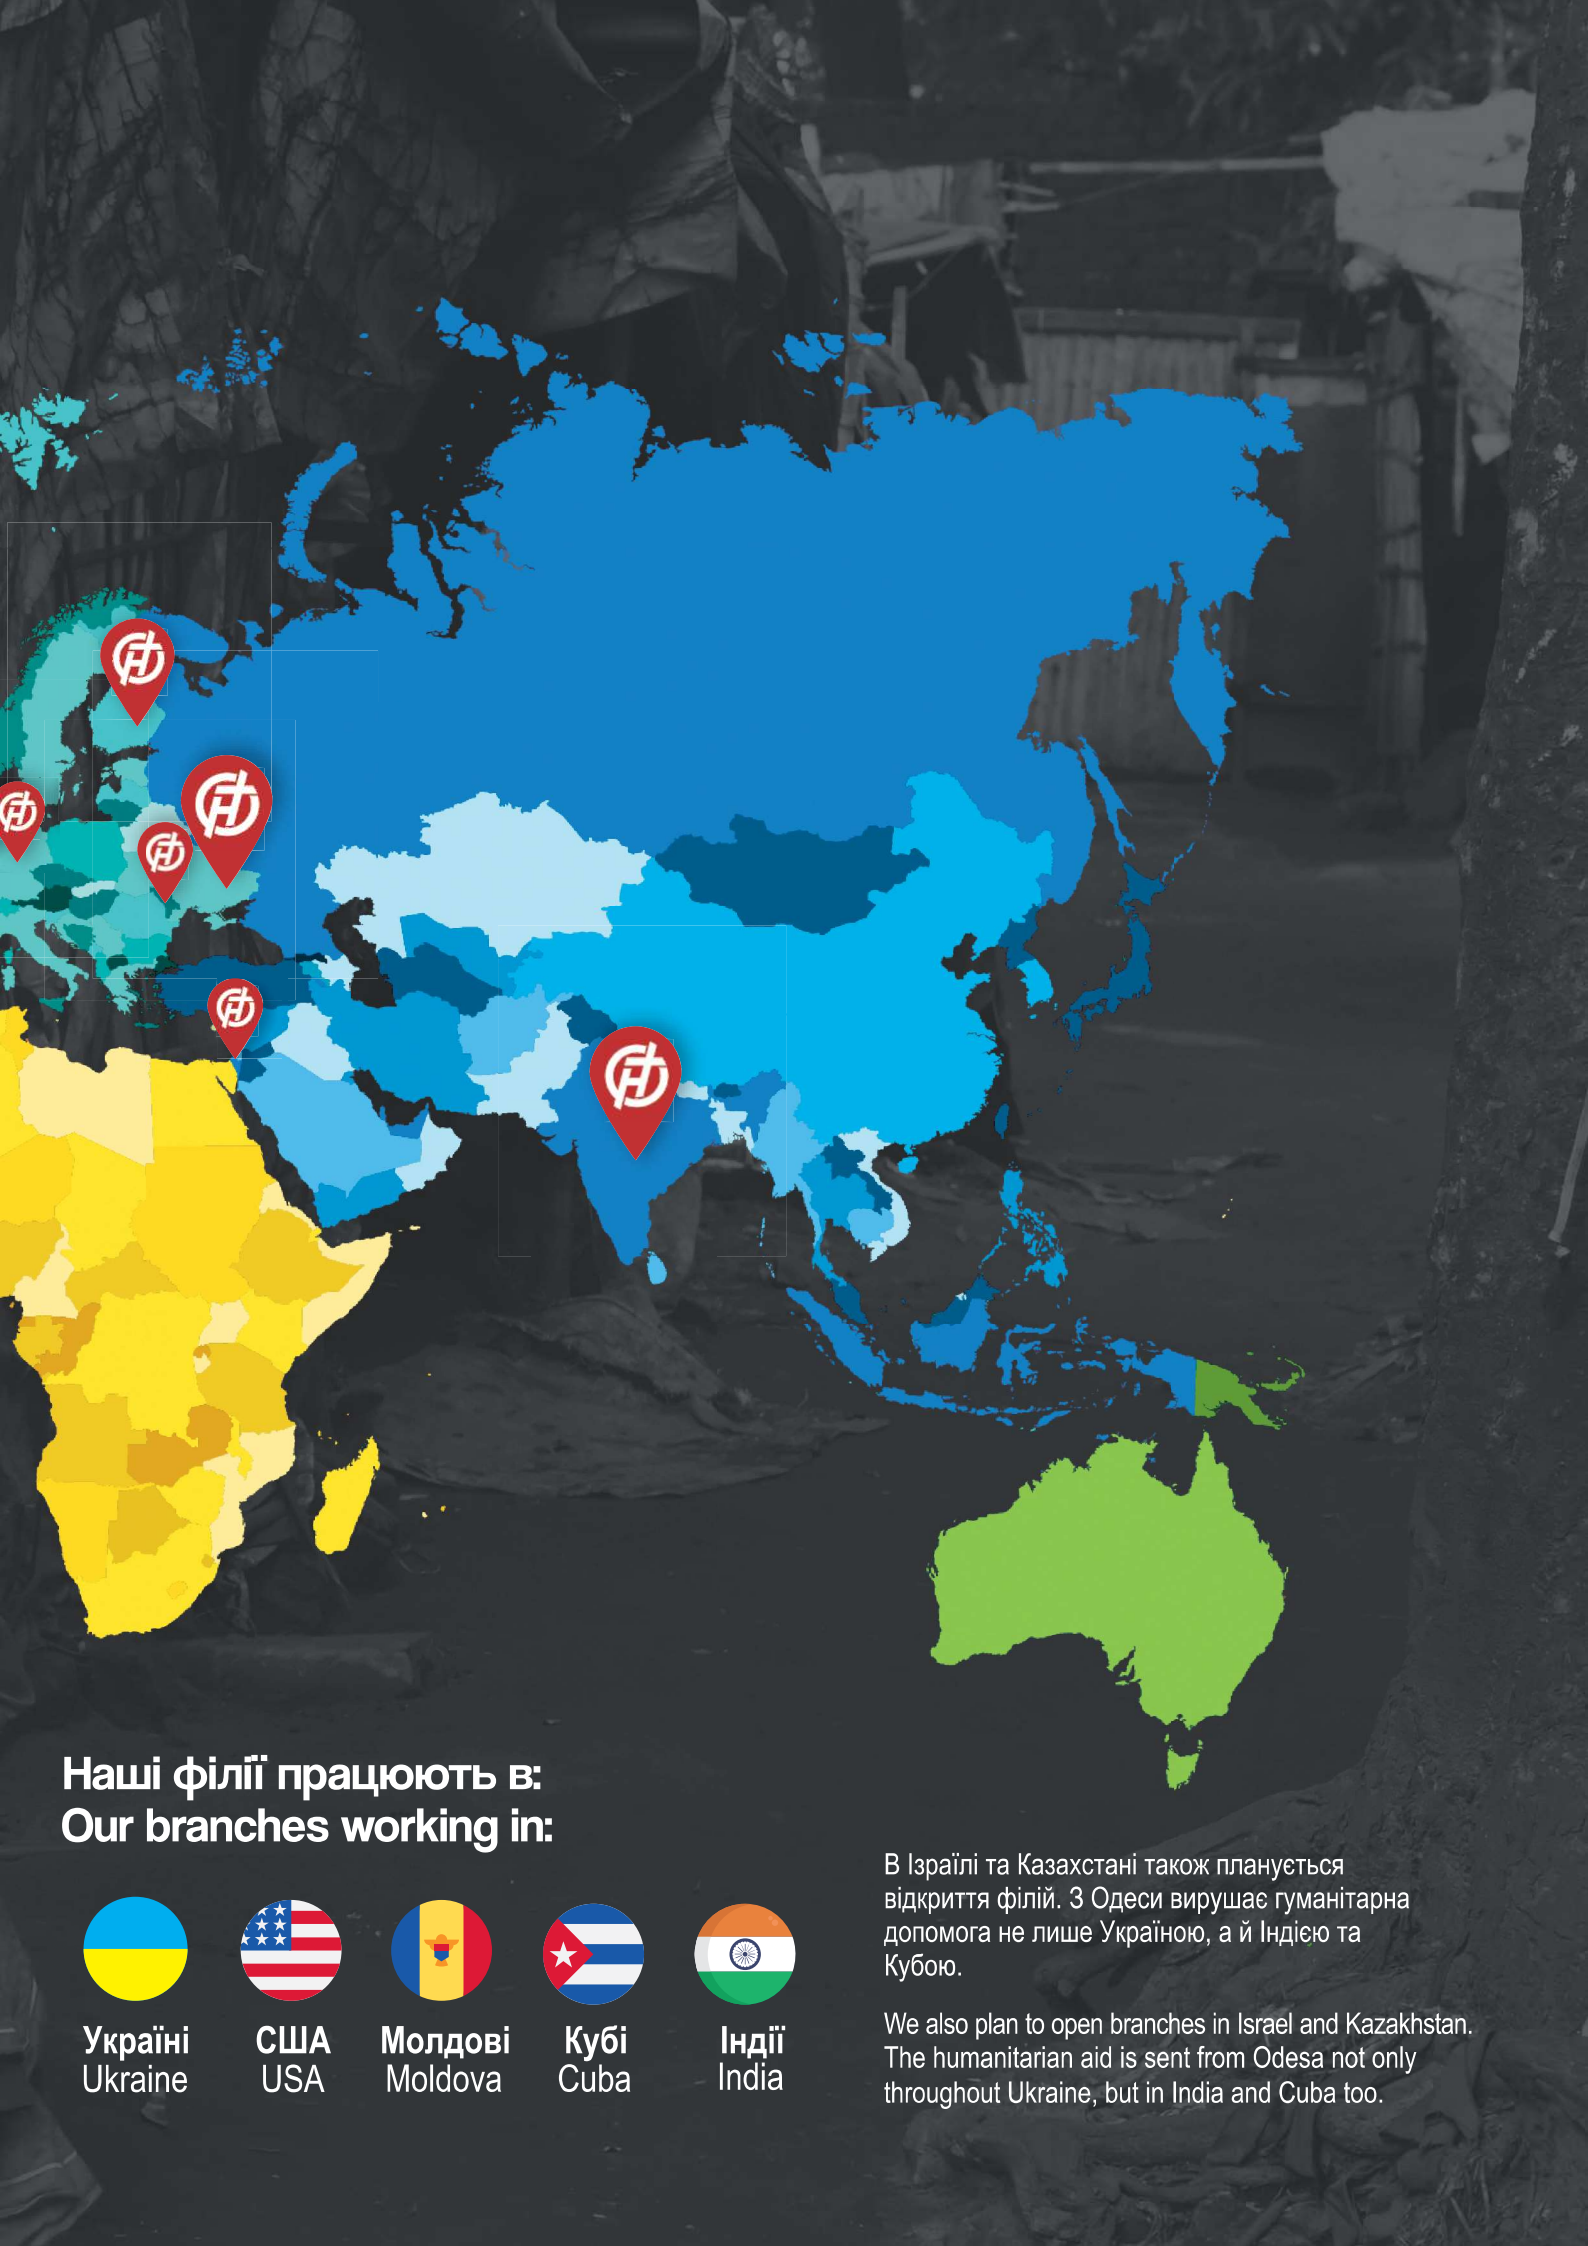 Наші філії працюють в:
Our branches working in:
Україні
Ukraine
США
USA
Молдові
Moldova
Кубі
Cuba
Індії
India
В Ізраїлі та Казахстані також планується
відкриття філій. З Одеси вирушає гуманітарна
допомога не лише Україною, а й Індією та
Кубою.
We also plan to open branches in Israel and Kazakhstan.
The humanitarian aid is sent from Odesa not only
throughout Ukraine, but in India and Cuba too.